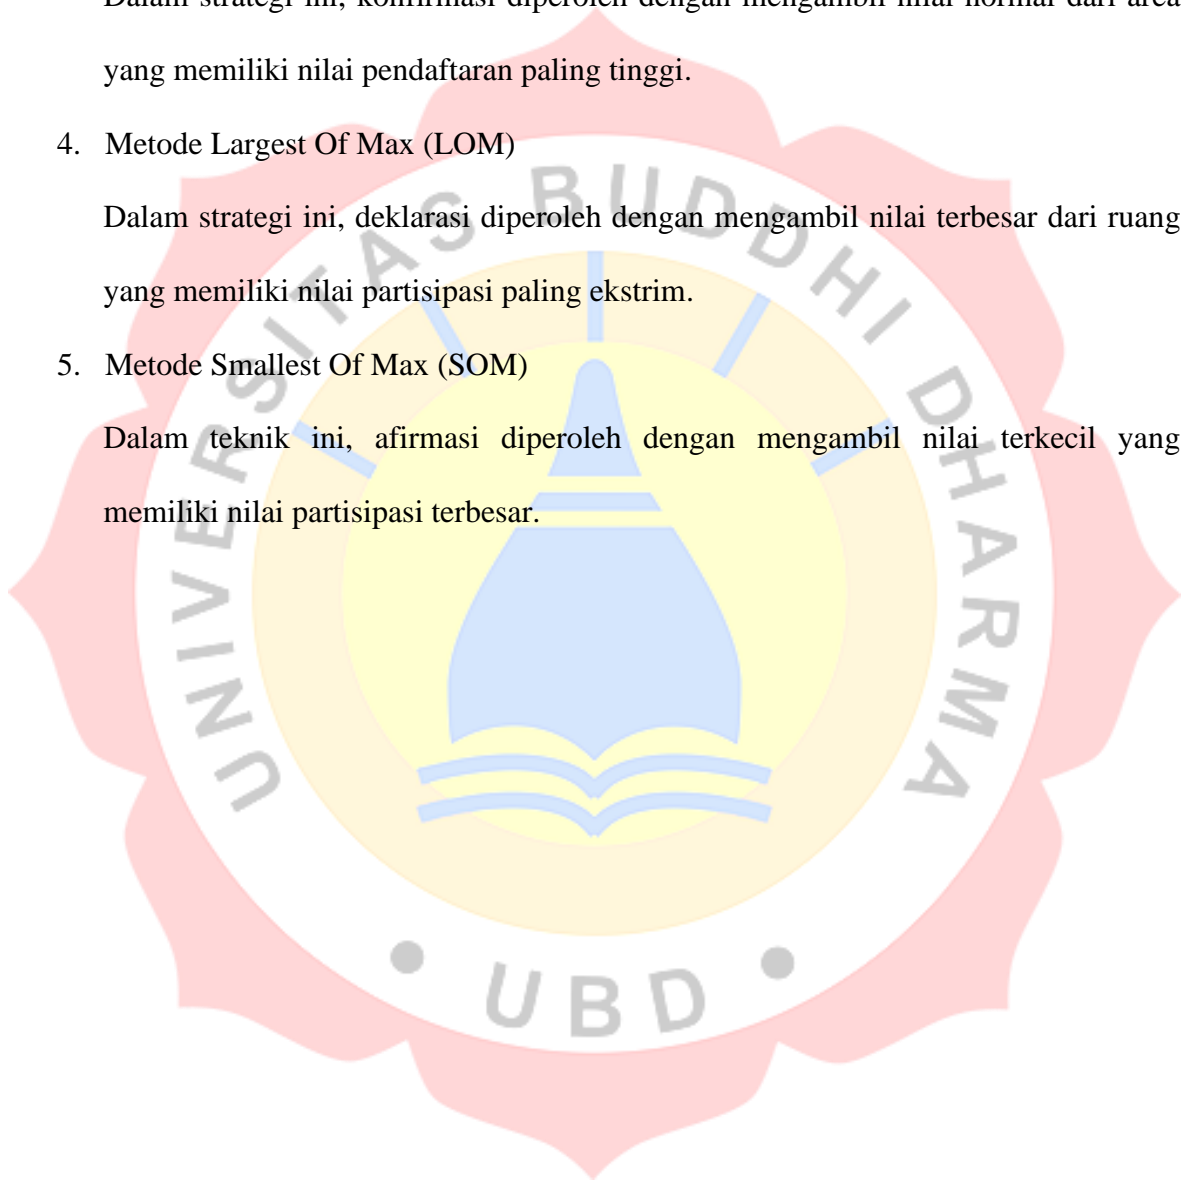 Dalam strategi ini, konfirmasi diperoleh dengan mengambil nilai normal dari area
yang memiliki nilai pendaftaran paling tinggi.
4. Metode Largest Of Max (LOM)
Dalam strategi ini, deklarasi diperoleh dengan mengambil nilai terbesar dari ruang
yang memiliki nilai partisipasi paling ekstrim.
5. Metode Smallest Of Max (SOM)
Dalam teknik ini, afirmasi diperoleh dengan mengambil nilai terkecil yang
memiliki nilai partisipasi terbesar.
UNIVERSITAS BUDDHI DHARMA
• UBD •